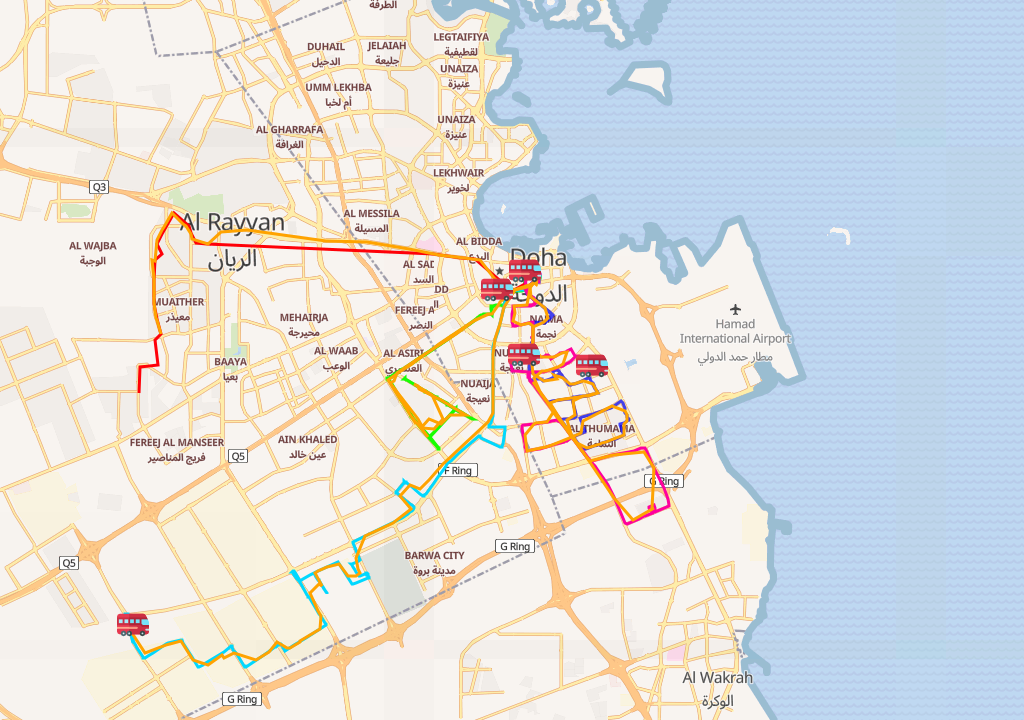 الطرفة
DUHAIL
الدحيل
JELAIAH
جليعة
LEGTAIFIYA
لقطيفية
UNAIZA
عنيزة
UMM LEKHBA
أم لخبا
UNAIZA
عنيزة
AL GHARRAFA
الغرافة
LEKHWAIR
لخوير
Q3
Al Rayyan
الريان
AL MESSILA
المسيلة
AL WAJBA
الوجبة
AL BIDDA
البدع
Doha
الدوحة
AL SAD
السد
DD
MUAITHER
معيذر
MEHAIRJA
محيرجة
FEREEJ A
النصر
NAJMA
نجمة
Hamad
International Airport
مطار حمد الدولي
BAAYA
بعيا
AL WAAB
الوعب
AL ASIRI
العسيري
NU
NUAIJA
نعيجة
AL THUMAMA
الثمامة
FEREEJ AL MANSEER
فريج المناصير
Q5
AIN KHALED
عين خالد
F Ring
G Ring
G Ring
BARWA CITY
مدينة بروة
Q5
Al Wakrah
الوكرة
G Ring